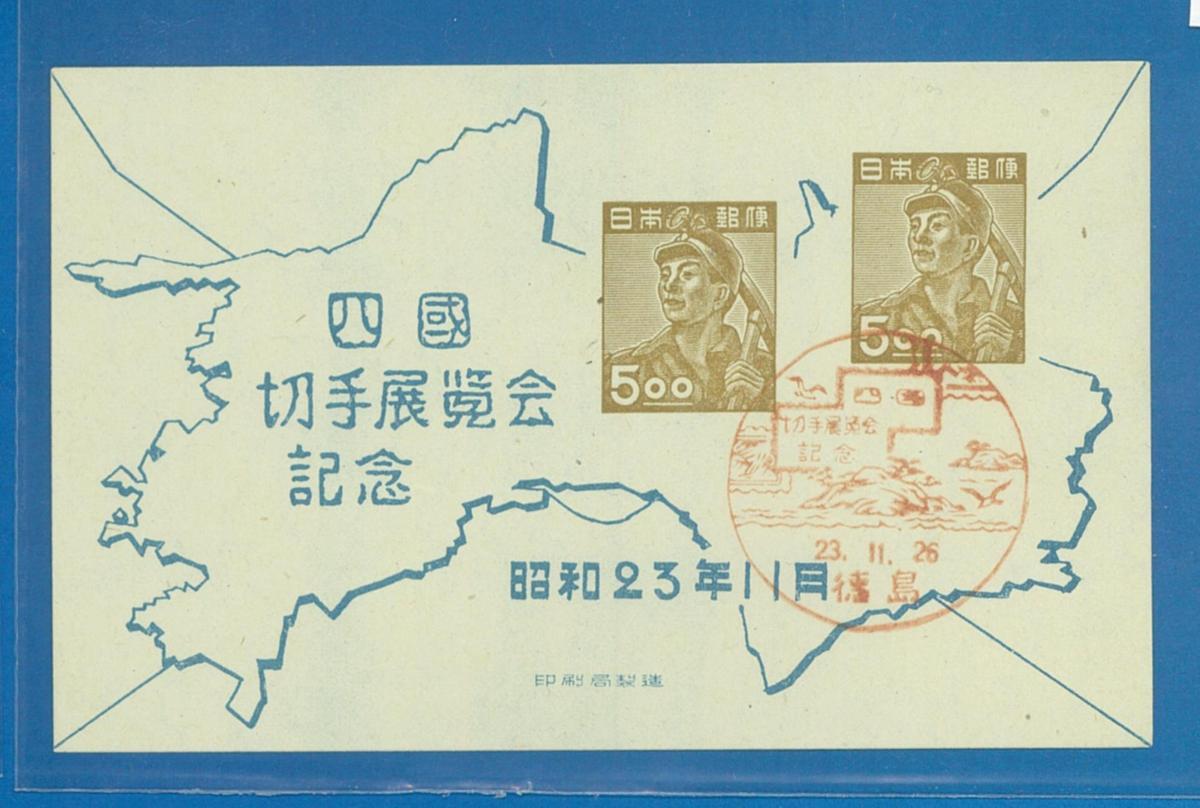 四國
切手展覧会
記念
日本郵便
5.00
日本郵便
5.00
四國
切手展覧会
記念
23. 11. 26
徳島
昭和23年11月
印刷局製造